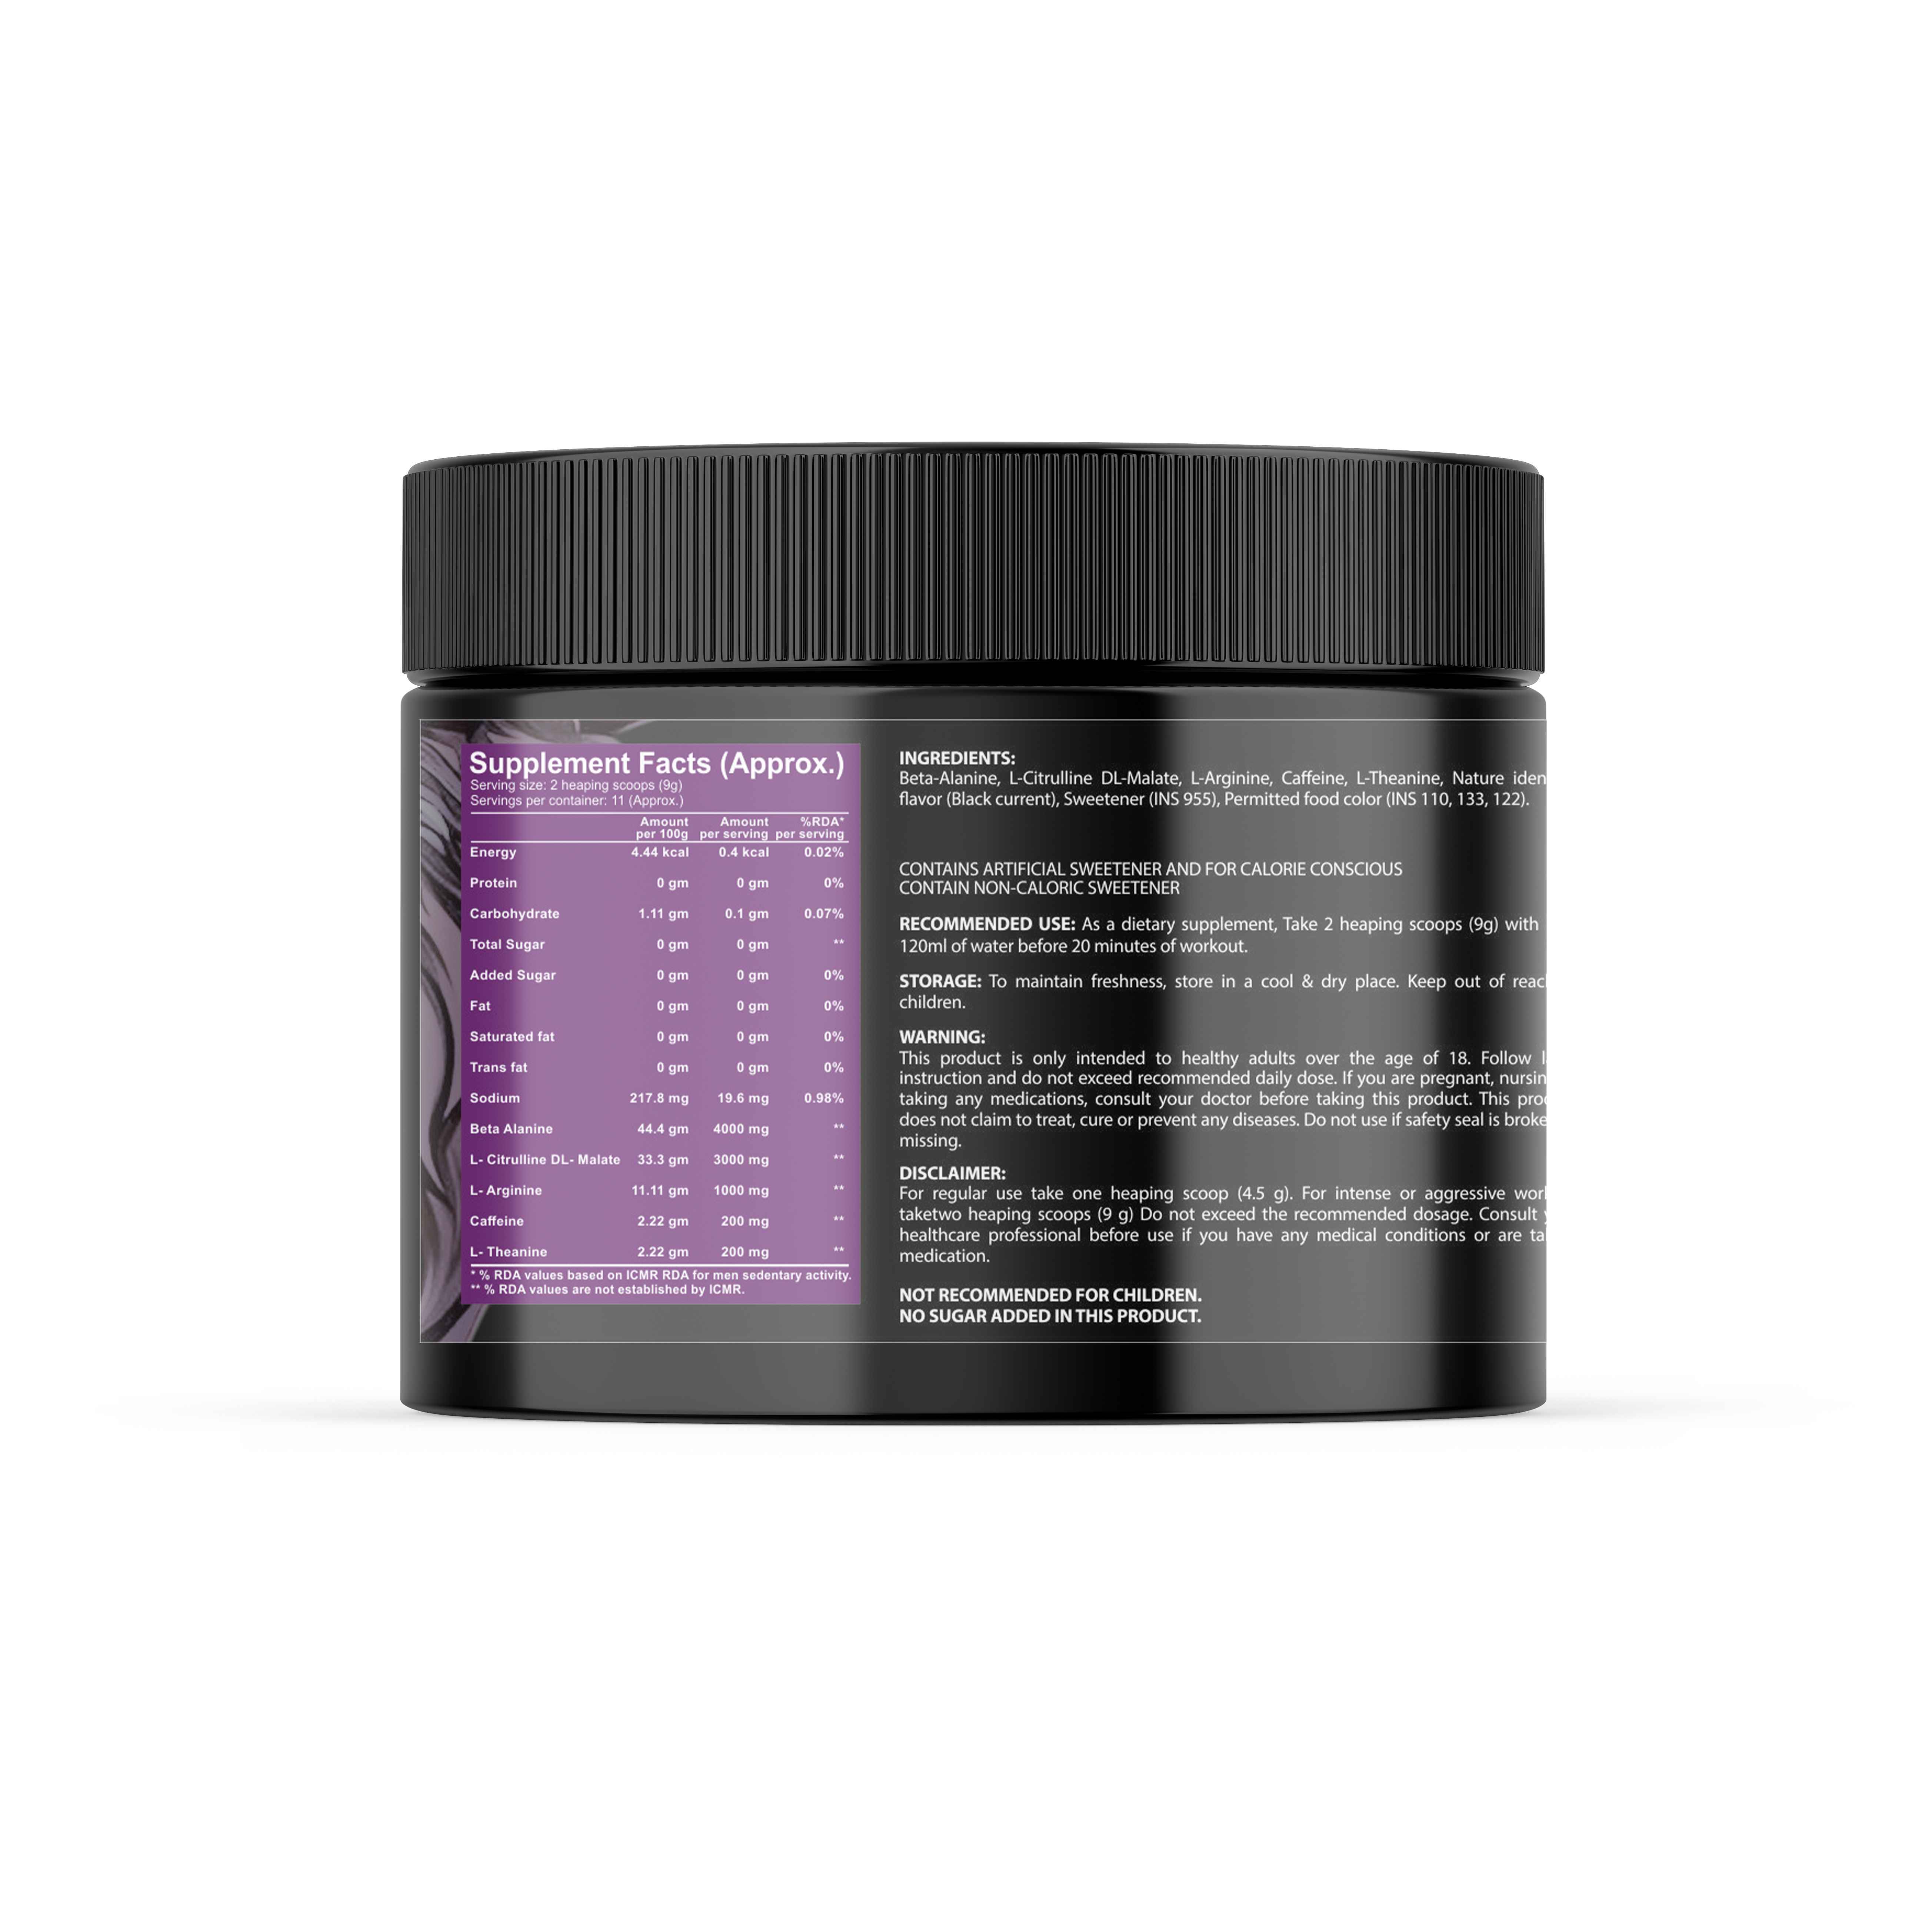 Supplement Facts (Approx.)
Serving size: 2 heaping scoops (9g)
Servings per container: 11 (Approx.)
Amount per 100g Amount per serving %RDA* per serving
Energy 4.44 kcal 0.4 kcal 0.02%
Protein 0 gm 0 gm 0%
Carbohydrate 1.11 gm 0.1 gm 0.07%
Total Sugar 0 gm 0 gm **
Added Sugar 0 gm 0 gm 0%
Fat 0 gm 0 gm 0%
Saturated fat 0 gm 0 gm 0%
Trans fat 0 gm 0 gm 0%
Sodium 217.8 mg 19.6 mg 0.98%
Beta Alanine 44.4 gm 4000 mg **
L- Citrulline DL- Malate 33.3 gm 3000 mg **
L- Arginine 11.11 gm 1000 mg **
Caffeine 2.22 gm 200 mg **
L- Theanine 2.22 gm 200 mg **
* % RDA values based on ICMR RDA for men sedentary activity.
** % RDA values are not established by ICMR.
INGREDIENTS:
Beta-Alanine, L-Citrulline DL-Malate, L-Arginine, Caffeine, L-Theanine, Nature
flavor (Black current), Sweetener (INS 955), Permitted food color (INS 110, 133, 122).
CONTAINS ARTIFICIAL SWEETENER AND FOR CALORIE CONSCIOUS
CONTAIN NON-CALORIC SWEETENER
RECOMMENDED USE: As a dietary supplement, Take 2 heaping scoops (9g) with
120ml of water before 20 minutes of workout.
STORAGE: To maintain freshness, store in a cool & dry place. Keep out of
children.
WARNING:
This product is only intended to healthy adults over the age of 18. Follow
instruction and do not exceed recommended daily dose. If you are pregnant,
taking any medications, consult your doctor before taking this product. This
does not claim to treat, cure or prevent any diseases. Do not use if safety seal is
missing.
DISCLAIMER:
For regular use take one heaping scoop (4.5 g). For intense or aggressive
taketwo heaping scoops (9 g) Do not exceed the recommended dosage. Consult
healthcare professional before use if you have any medical conditions or are
medication.
NOT RECOMMENDED FOR CHILDREN.
NO SUGAR ADDED IN THIS PRODUCT.